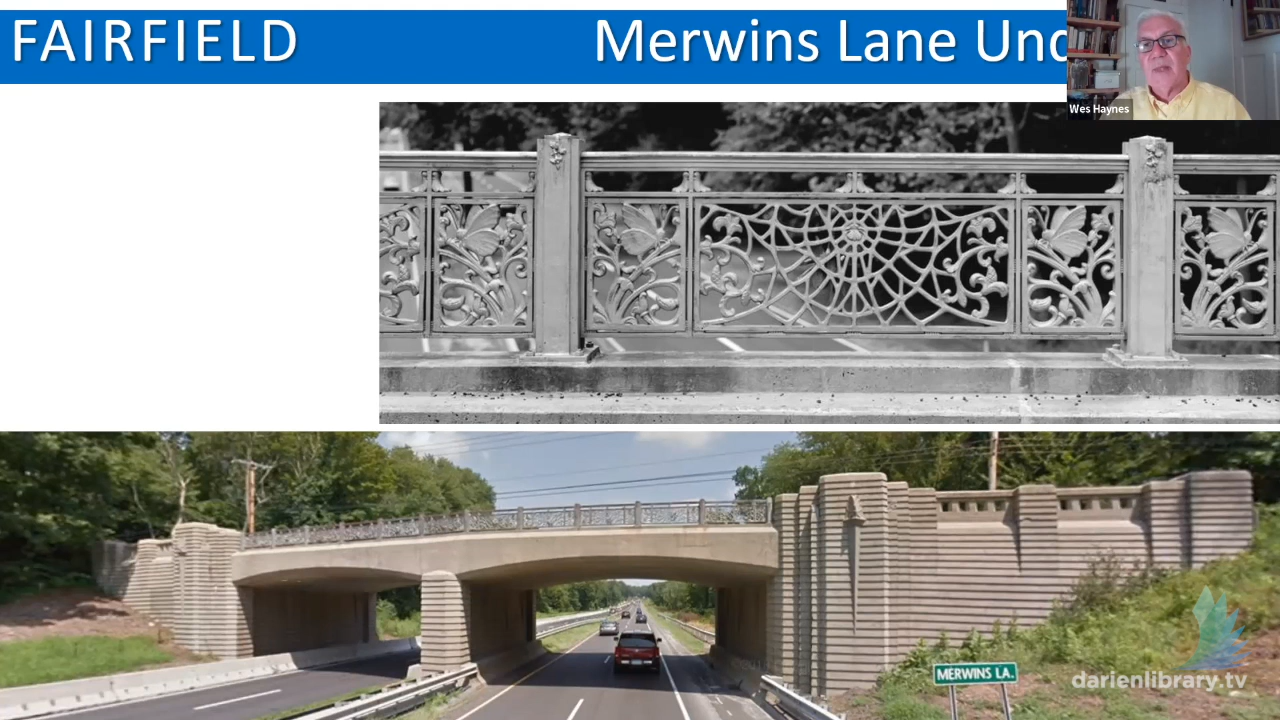 FAIRFIELD
Merwins Lane Und
Wes Haynes
MERWINS LA.
darienlibrary.tv